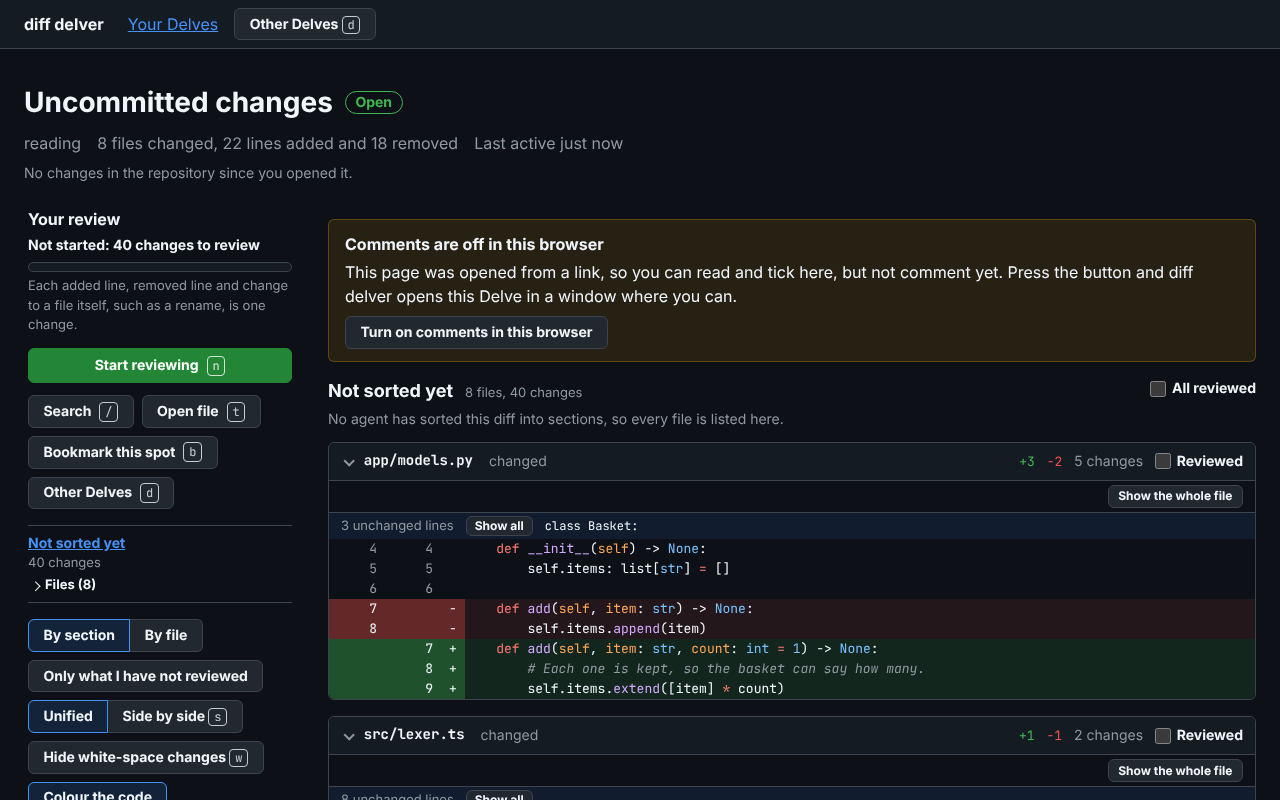 diff delver Your Delves Other Delves d
Uncommitted changes Open
reading 8 files changed, 22 lines added and 18 removed Last active just now
No changes in the repository since you opened it.
Your review
Not started: 40 changes to review
Each added line, removed line and change
to a file itself, such as a rename, is one
change.
Start reviewing n
Search / Open file t
Bookmark this spot b
Other Delves d
Not sorted yet
40 changes
Files (8)
By section By file
Only what I have not reviewed
Unified Side by side s
Hide white-space changes w
Colour the code
Comments are off in this browser
This page was opened from a link, so you can read and tick here, but not comment yet. Press the button and diff
delver opens this Delve in a window where you can.
Turn on comments in this browser
Not sorted yet 8 files, 40 changes All reviewed
No agent has sorted this diff into sections, so every file is listed here.
app/models.py changed +3 -2 5 changes Reviewed
Show the whole file
3 unchanged lines Show all class Basket:
4 4 def __init__(self) -> None:
5 5 self.items: list[str] = []
6 6
7 - def add(self, item: str) -> None:
8 - self.items.append(item)
7 + def add(self, item: str, count: int = 1) -> None:
8 + # Each one is kept, so the basket can say how many.
9 + self.items.extend([item] * count)
src/lexer.ts changed +1 -1 2 changes Reviewed
Show the whole file
8 unchanged lines Show all